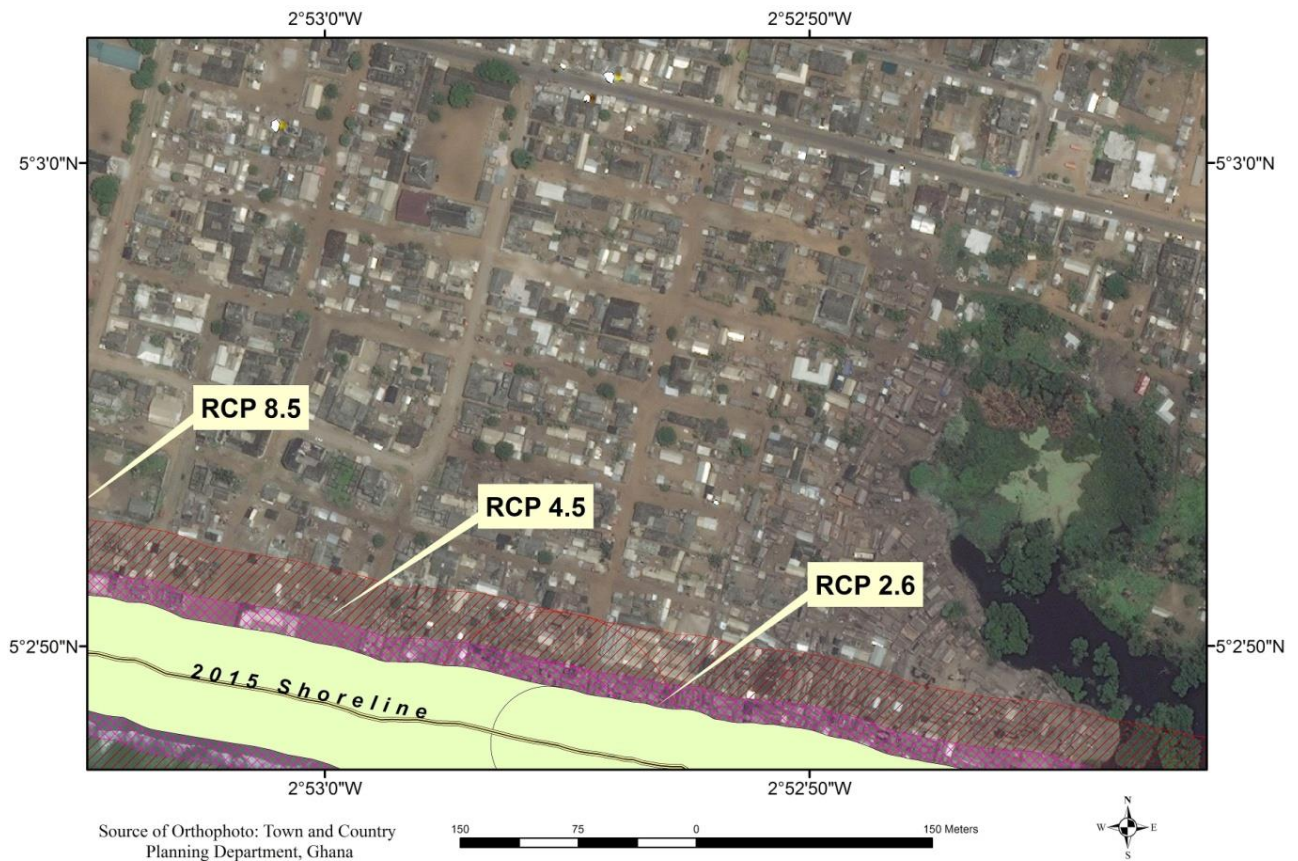 2°53'0"W
2°52'50"W
5°3'0"N
5°3'0"N
RCP 8.5
RCP 4.5
RCP 2.6
5°2'50"N
5°2'50"N
2015 Shoreline
2°53'0"W
2°52'50"W
Source of Orthophoto: Town and Country
Planning Department, Ghana
150 75 0 150 Meters
N
W E
S